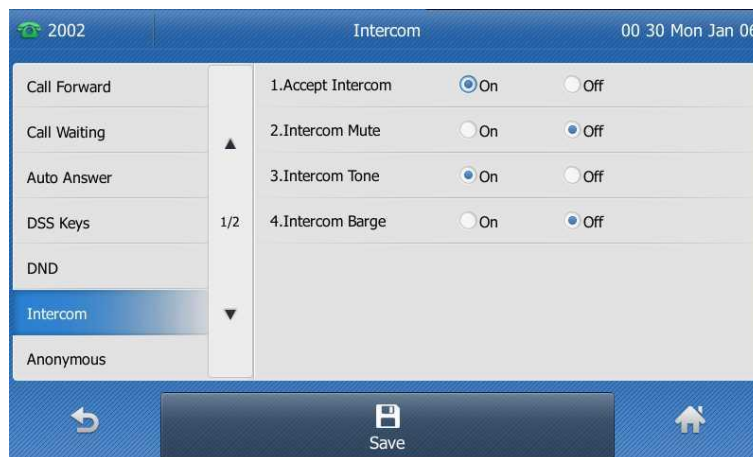 2002 Intercom 00 30 Mon Jan 06
Call Forward
Call Waiting
Auto Answer
DSS Keys
DND
Intercom
Anonymous
1/2
1.Accept Intercom On Off
2.Intercom Mute On Off
3.Intercom Tone On Off
4.Intercom Barge On Off
Save